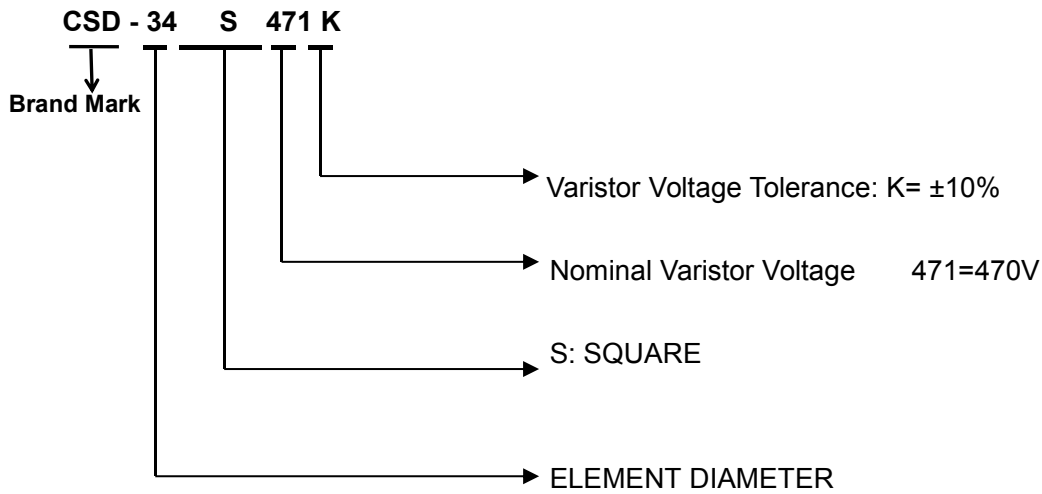 CSD - 34 S 471 K
Brand Mark
Varistor Voltage Tolerance: K= ±10%
Nominal Varistor Voltage 471=470V
S: SQUARE
ELEMENT DIAMETER